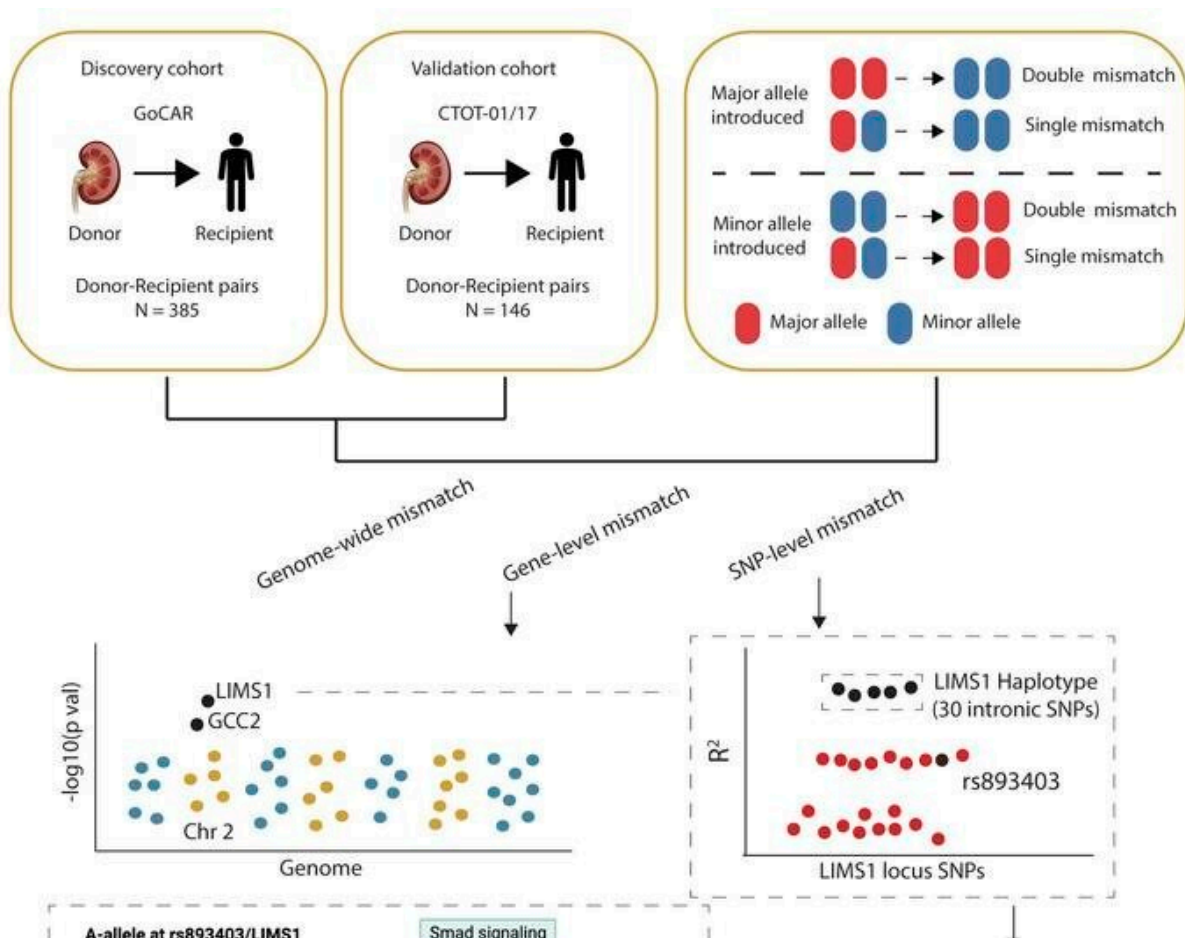 Discovery cohort
GoCAR
Donor
Recipient
Donor-Recipient pairs
N = 385
Validation cohort
CTOT-01/17
Donor
Recipient
Donor-Recipient pairs
N = 146
Major allele
introduced
Double mismatch
Single mismatch
Minor allele
introduced
Double mismatch
Single mismatch
Major allele
Minor allele
Genome-wide mismatch
Gene-level mismatch
SNP-level mismatch
-log10(p val)
LIMS1
GCC2
Chr 2
Genome
R²
LIMS1 Haplotype
(30 intronic SNPs)
rs893403
LIMS1 locus SNPs
A-allele at rs893403/LIMS1
Smad signaling